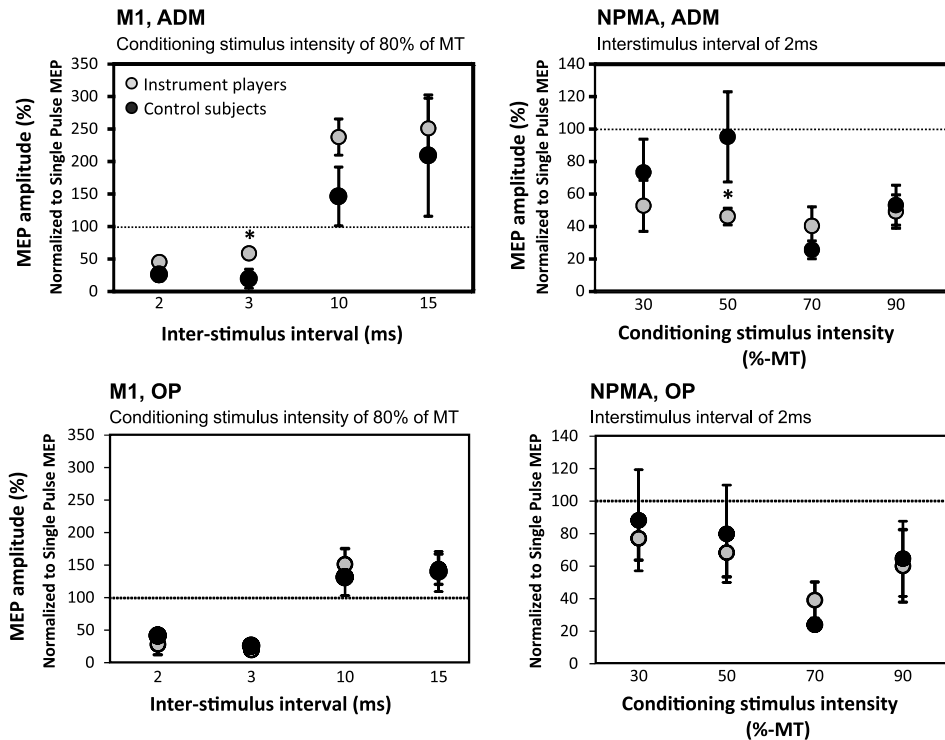 M1, ADM
Conditioning stimulus intensity of 80% of MT
MEP amplitude (%)
Normalized to Single Pulse MEP
350
300
250
200
150
100
50
0
Instrument players
Control subjects
*
2 3 10 15
Inter-stimulus interval (ms)
NPMA, ADM
Interstimulus interval of 2ms
MEP amplitude (%)
Normalized to Single Pulse MEP
140
120
100
80
60
40
20
0
*
30 50 70 90
Conditioning stimulus intensity
(%-MT)
M1, OP
Conditioning stimulus intensity of 80% of MT
MEP amplitude (%)
Normalized to Single Pulse MEP
350
300
250
200
150
100
50
0
2 3 10 15
Inter-stimulus interval (ms)
NPMA, OP
Interstimulus interval of 2ms
Normalized to Single Pulse MEP
140
120
100
80
60
40
20
0
30 50 70 90
Conditioning stimulus intensity
(%-MT)